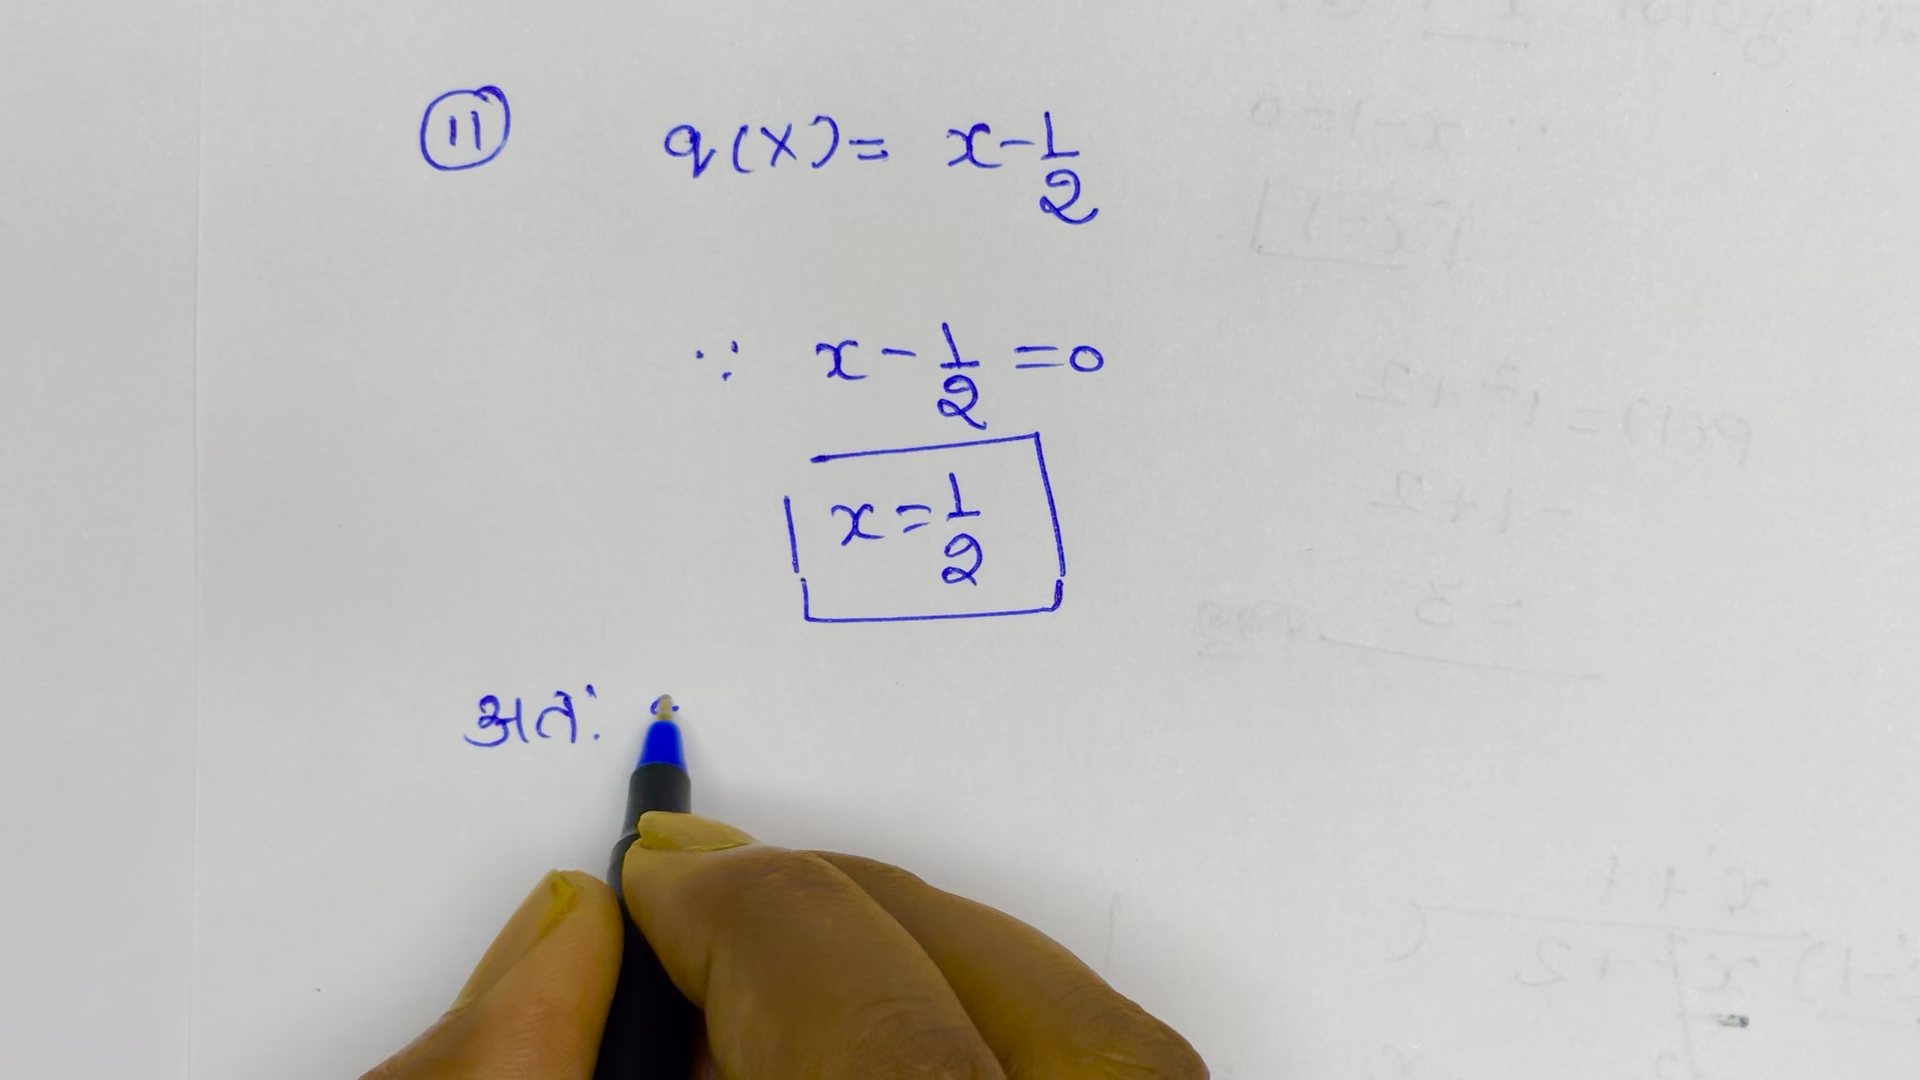 11 q(x) = x - 1/2
∵ x - 1/2 = 0
x = 1/2
अतः